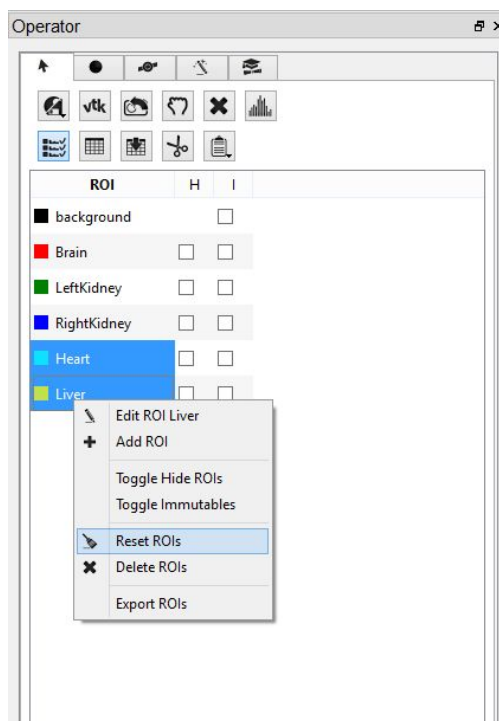 Operator
vtk
ROI H I
background
Brain
LeftKidney
RightKidney
Heart
Liver
Edit ROI Liver
Add ROI
Toggle Hide ROIs
Toggle Immutables
Reset ROIs
Delete ROIs
Export ROIs